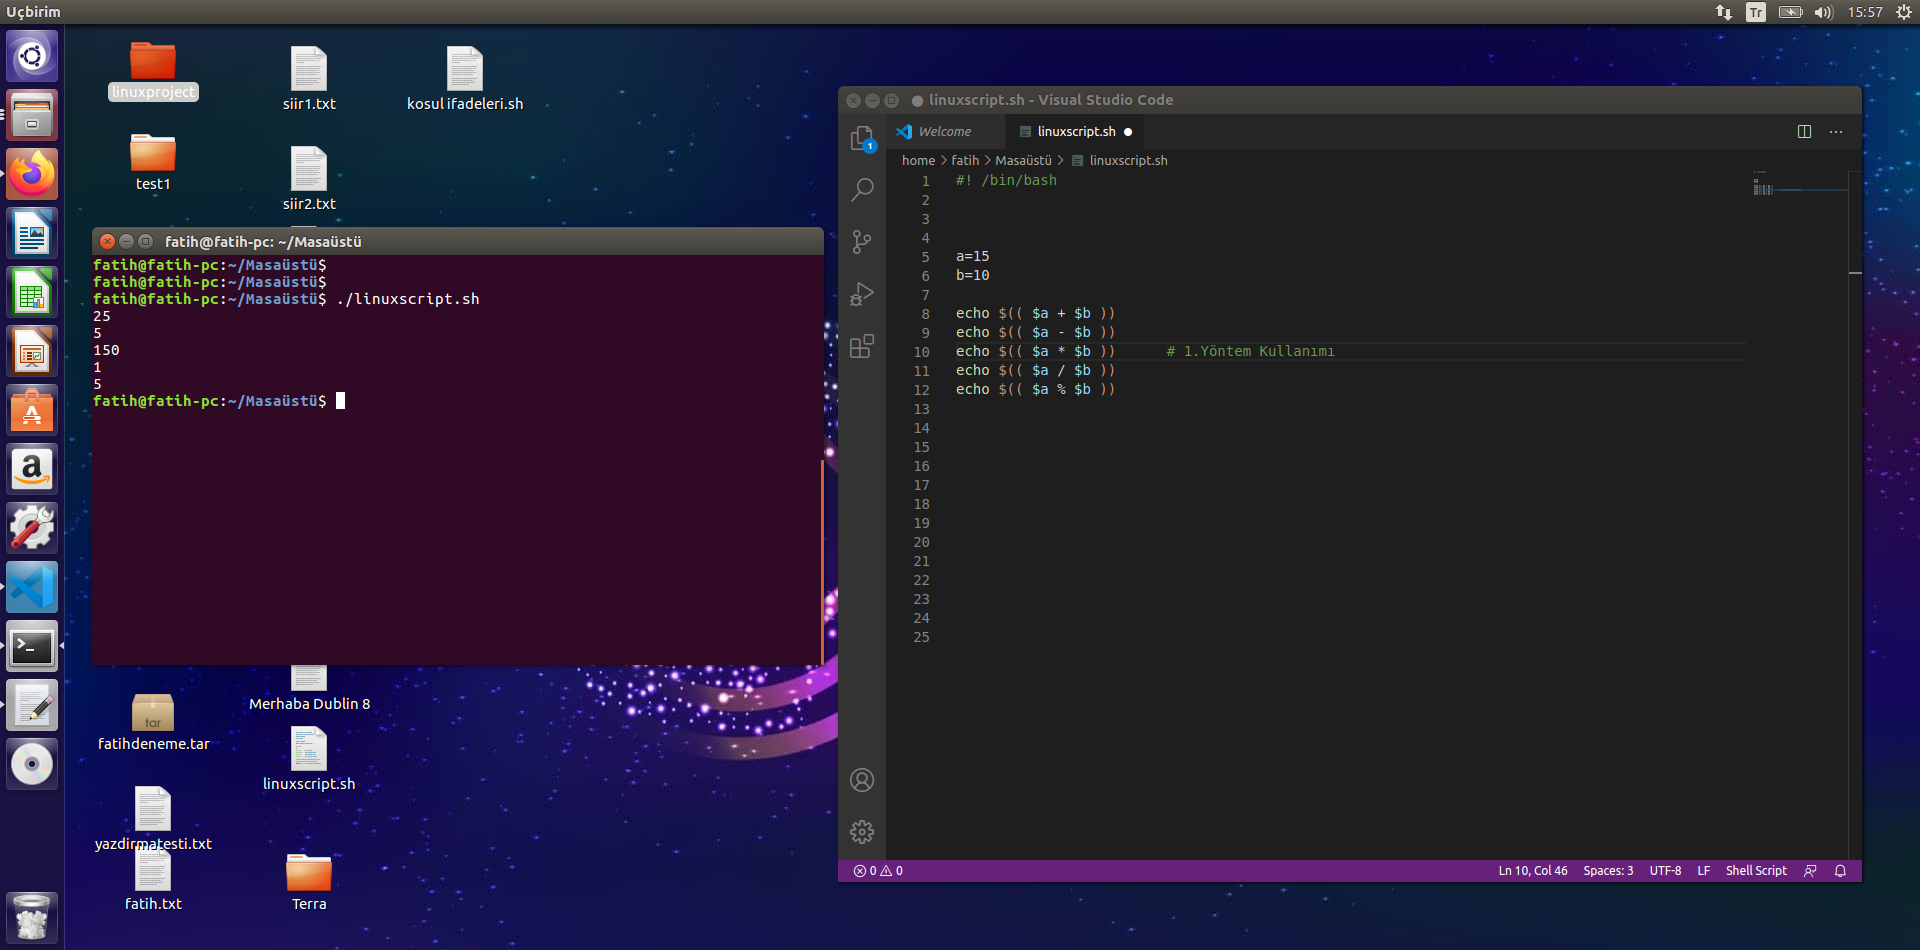 Uçbirim
Tr
15:57
linuxproject
siir1.txt
kosul ifadeleri.sh
test1
siir2.txt
fatih@fatih-pc: ~/Masaüstü
fatih@fatih-pc:~/Masaüstü$
fatih@fatih-pc:~/Masaüstü$
fatih@fatih-pc:~/Masaüstü$ ./linuxscript.sh
25
5
150
1
5
fatih@fatih-pc:~/Masaüstü$
Merhaba Dublin 8
tar
fatihdeneme.tar
linuxscript.sh
yazdirmatesti.txt
fatih.txt
Terra
linuxscript.sh - Visual Studio Code
Welcome
linuxscript.sh
home > fatih > Masaüstü > linuxscript.sh
1
1 #! /bin/bash
2
3
4
5 a=15
6 b=10
7
8 echo $(( $a + $b ))
9 echo $(( $a - $b ))
10 echo $(( $a * $b )) # 1.Yöntem Kullanımı
11 echo $(( $a / $b ))
12 echo $(( $a % $b ))
13
14
15
16
17
18
19
20
21
22
23
24
25
0 0
Ln 10, Col 46 Spaces: 3 UTF-8 LF Shell Script